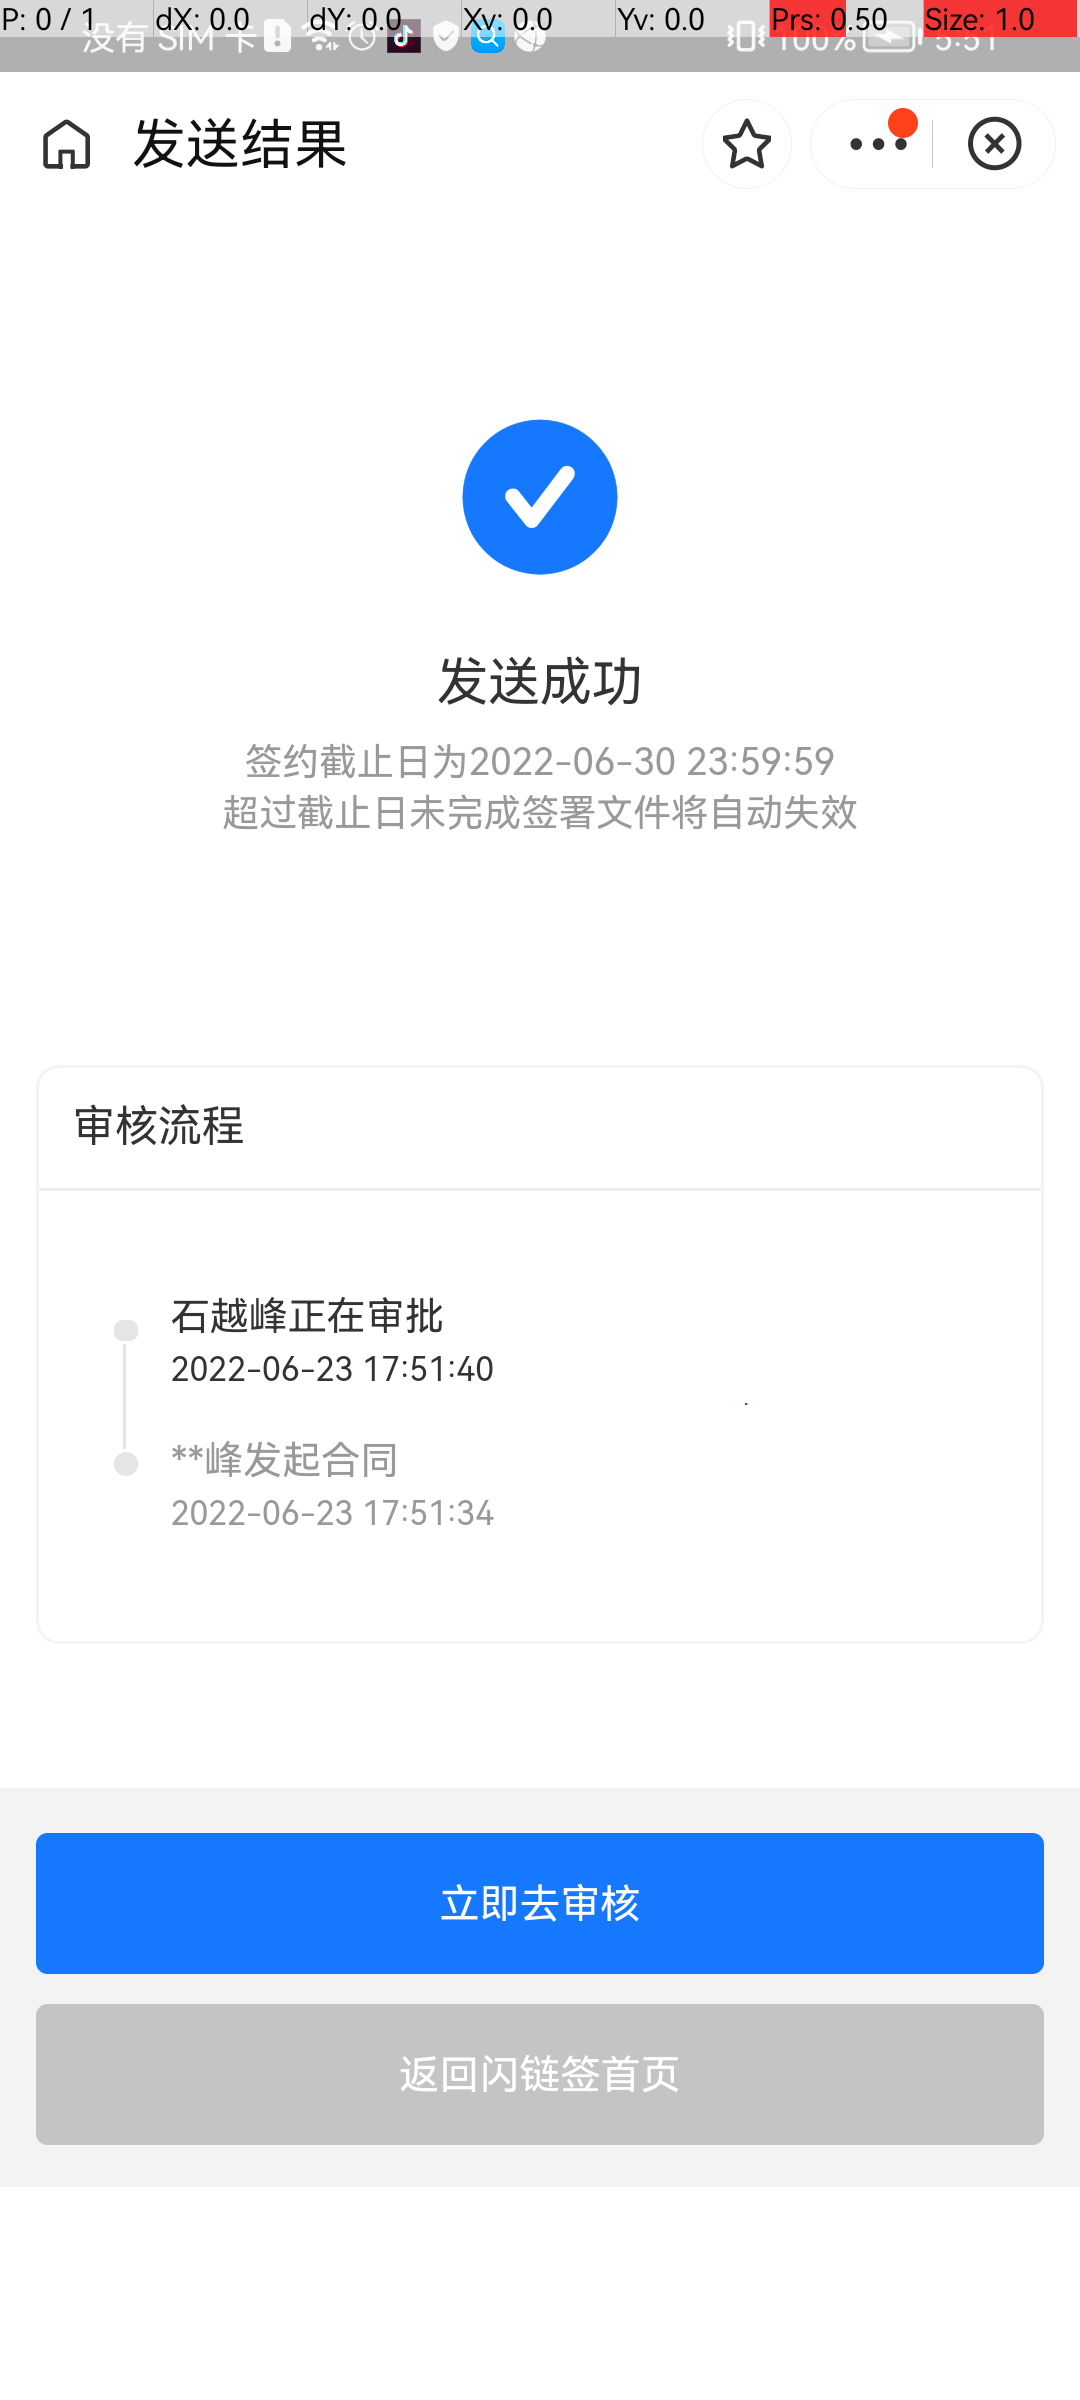 P: 0 / 1 dX: 0.0 dY: 0.0 Xv: 0.0 Yv: 0.0 Prs: 0.50 Size: 1.0
没有 SIM 卡 100% 5:51
发送结果
发送成功
签约截止日为2022-06-30 23:59:59
超过截止日未完成签署文件将自动失效
审核流程
石越峰正在审批
2022-06-23 17:51:40
**峰发起合同
2022-06-23 17:51:34
立即去审核
返回闪链签首页